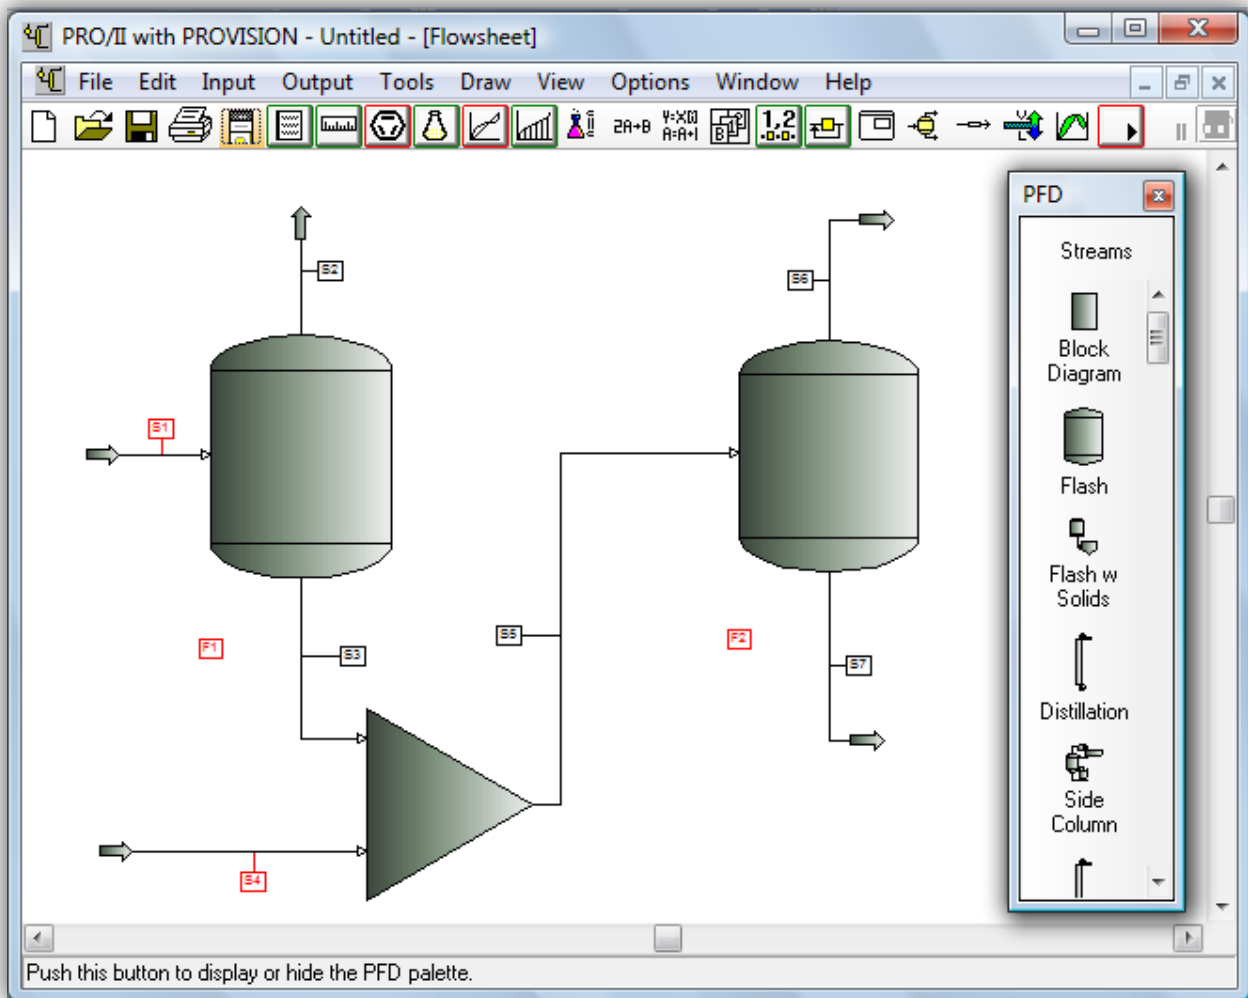 PRO/II with PROVISION - Untitled - [Flowsheet]
File Edit Input Output Tools Draw View Options Window Help
2A→B
Y=X[I]
A=A+I
1,2
PFD
Streams
Block
Diagram
Flash
Flash w
Solids
Distillation
Side
Column
S2
S6
S1
F1
S3
S5
F2
S7
S4
Push this button to display or hide the PFD palette.